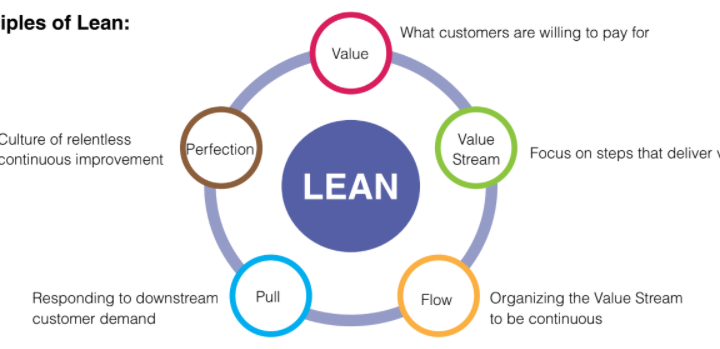 iples of Lean:
What customers are willing to pay for
Value
Value
Stream
Focus on steps that deliver
Flow
Organizing the Value Stream
to be continuous
Pull
Responding to downstream
customer demand
Perfection
Culture of relentless
continuous improvement
LEAN